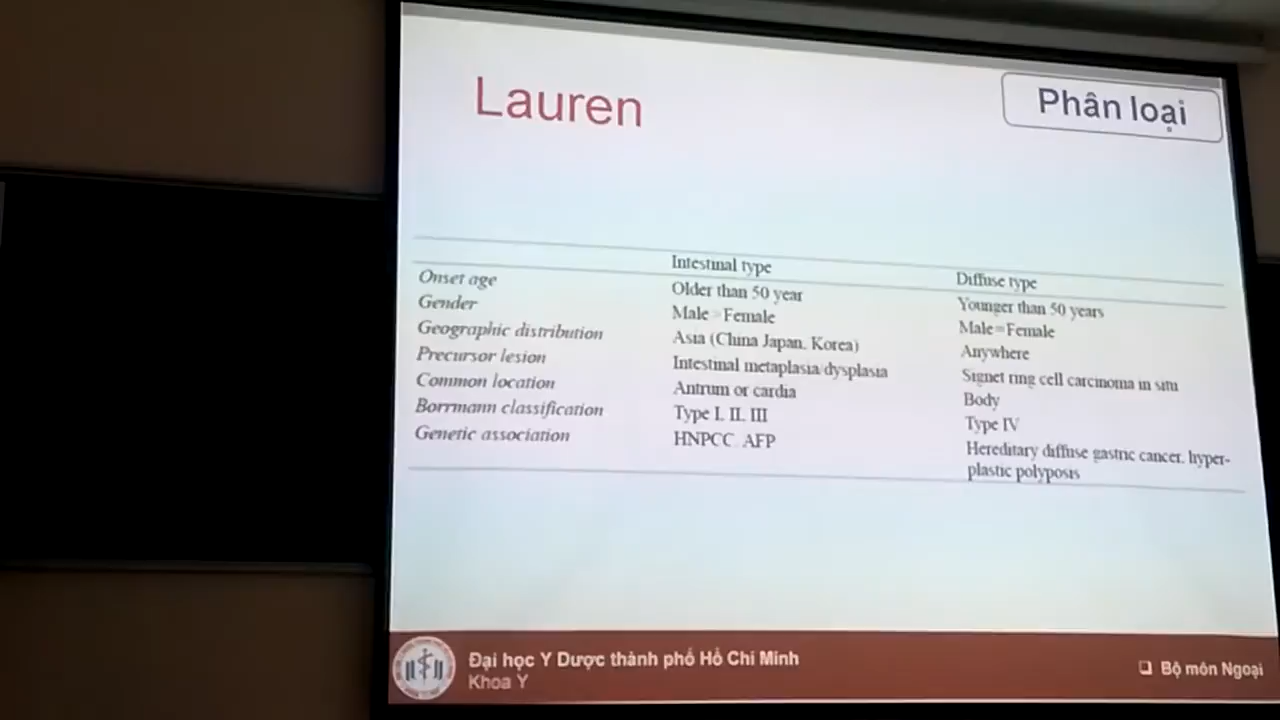 Lauren
Phân loại
Intestinal type Diffuse type
Onset age Older than 50 year Younger than 50 years
Gender Male Female Male=Female
Geographic distribution Asia (China Japan, Korea) Anywhere
Precursor lesion Intestinal metaplasia/dysplasia Signet ring cell carcinoma in situ
Common location Antrum or cardia Body
Borrmann classification Type I, II, III Type IV
Genetic association HNPCC AFP Hereditary diffuse gastric cancer, hyper-
plastic polyposis
Đại học Y Dược thành phố Hồ Chí Minh
Khoa Y
❑ Bộ môn Ngoại